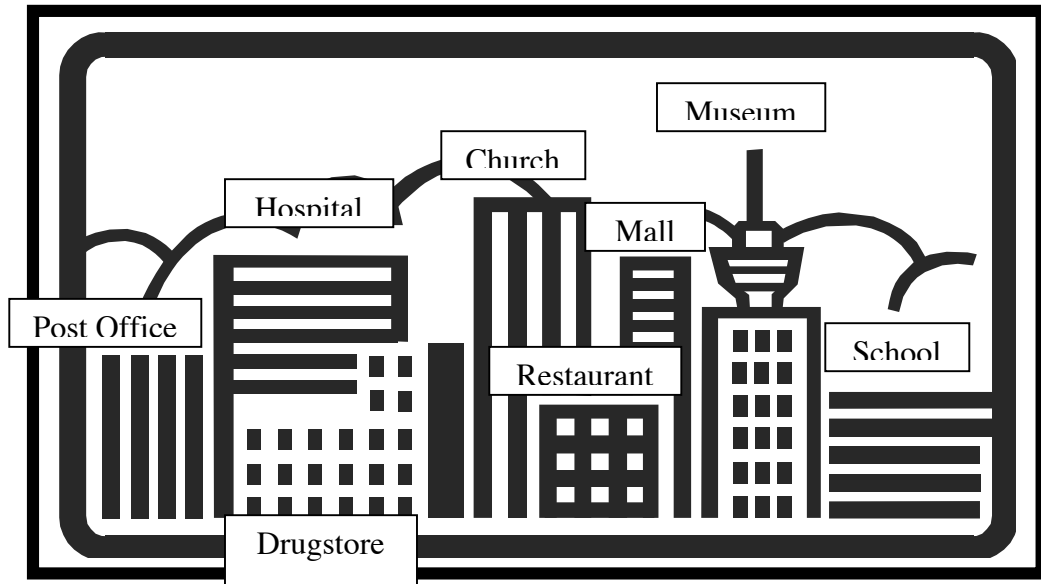 Museum
Church
Hospital
Mall
Post Office
School
Restaurant
Drugstore